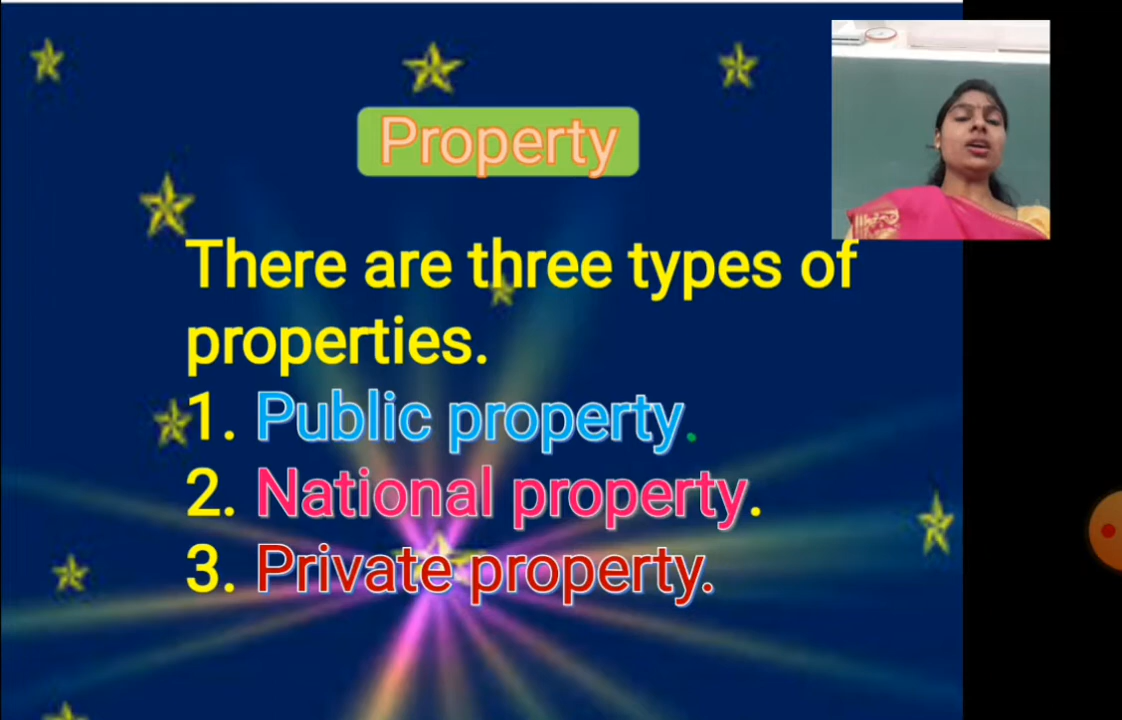 Property
There are three types of
properties.
1. Public property.
2. National property.
3. Private property.